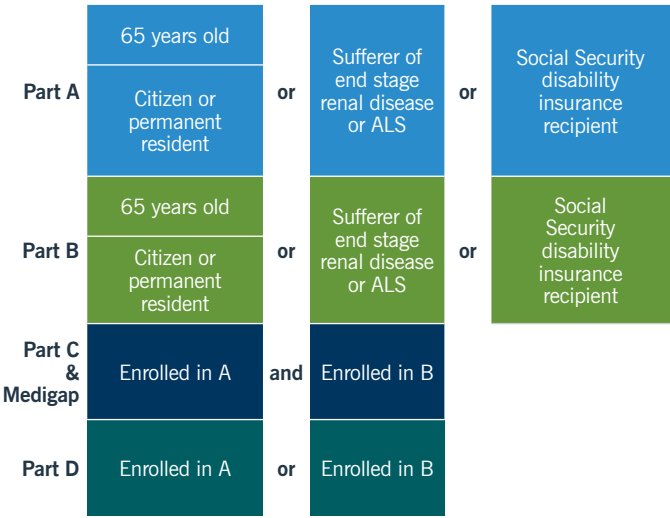 Part A
65 years old
Citizen or
permanent
resident
or
Sufferer of
end stage
renal disease
or ALS
or
Social Security
disability
insurance
recipient
Part B
65 years old
Citizen or
permanent
resident
or
Sufferer of
end stage
renal disease
or ALS
or
Social
Security
disability
insurance
recipient
Part C
&
Medigap
Enrolled in A
and
Enrolled in B
Part D
Enrolled in A
or
Enrolled in B